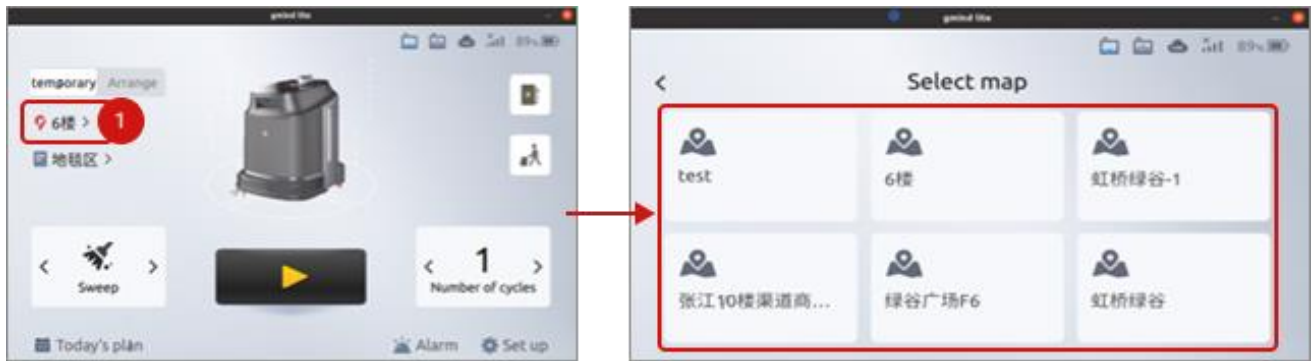 gmind lite
gmind lite
89%
89%
temporary Arrange
Select map
6楼 >
1
地毯区 >
test
6楼
虹桥绿谷-1
< Sweep >
< 1 >
Number of cycles
张江10楼渠道商...
绿谷广场F6
虹桥绿谷
Today's plan
Alarm
Set up